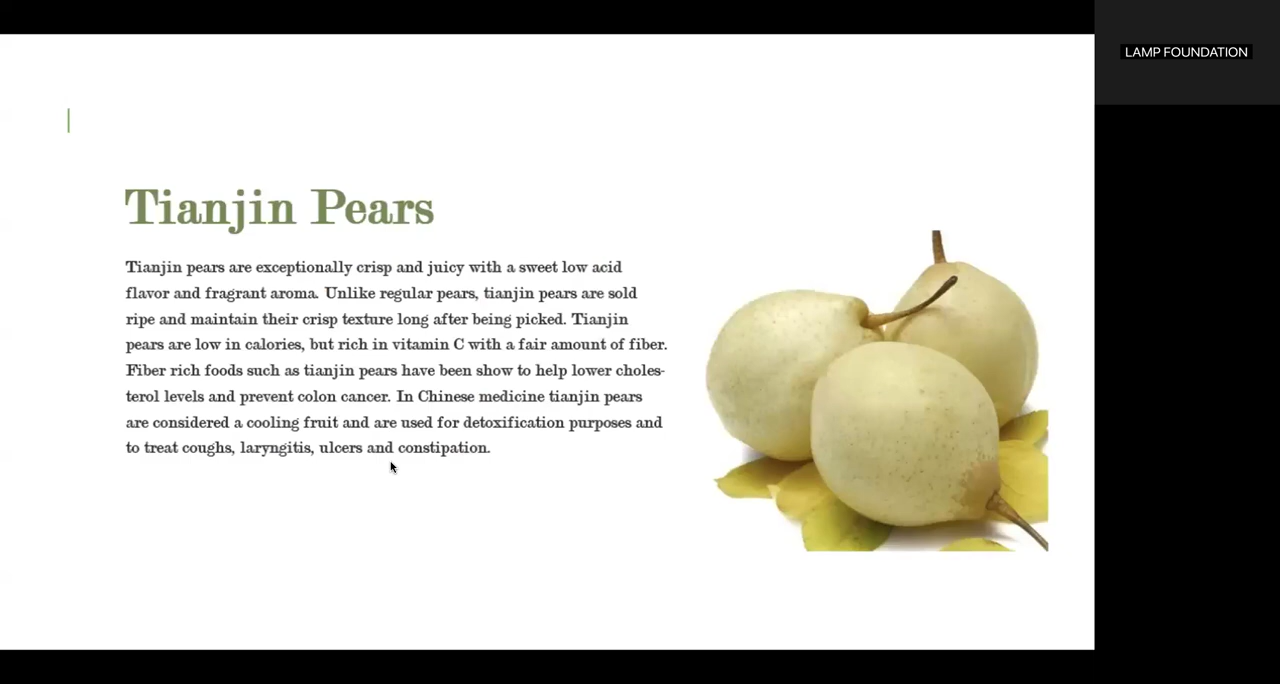 LAMP FOUNDATION
Tianjin Pears
Tianjin pears are exceptionally crisp and juicy with a sweet low acid
flavor and fragrant aroma. Unlike regular pears, tianjin pears are sold
ripe and maintain their crisp texture long after being picked. Tianjin
pears are low in calories, but rich in vitamin C with a fair amount of fiber.
Fiber rich foods such as tianjin pears have been show to help lower choles-
terol levels and prevent colon cancer. In Chinese medicine tianjin pears
are considered a cooling fruit and are used for detoxification purposes and
to treat coughs, laryngitis, ulcers and constipation.